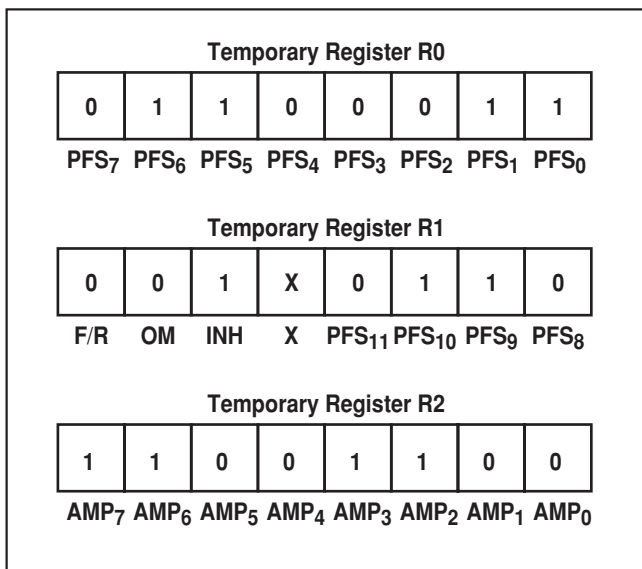 Temporary Register R0
0 1 1 0 0 0 1 1
PFS7 PFS6 PFS5 PFS4 PFS3 PFS2 PFS1 PFS0
Temporary Register R1
0 0 1 X 0 1 1 0
F/R OM INH X PFS11 PFS10 PFS9 PFS8
Temporary Register R2
1 1 0 0 1 1 0 0
AMP7 AMP6 AMP5 AMP4 AMP3 AMP2 AMP1 AMP0